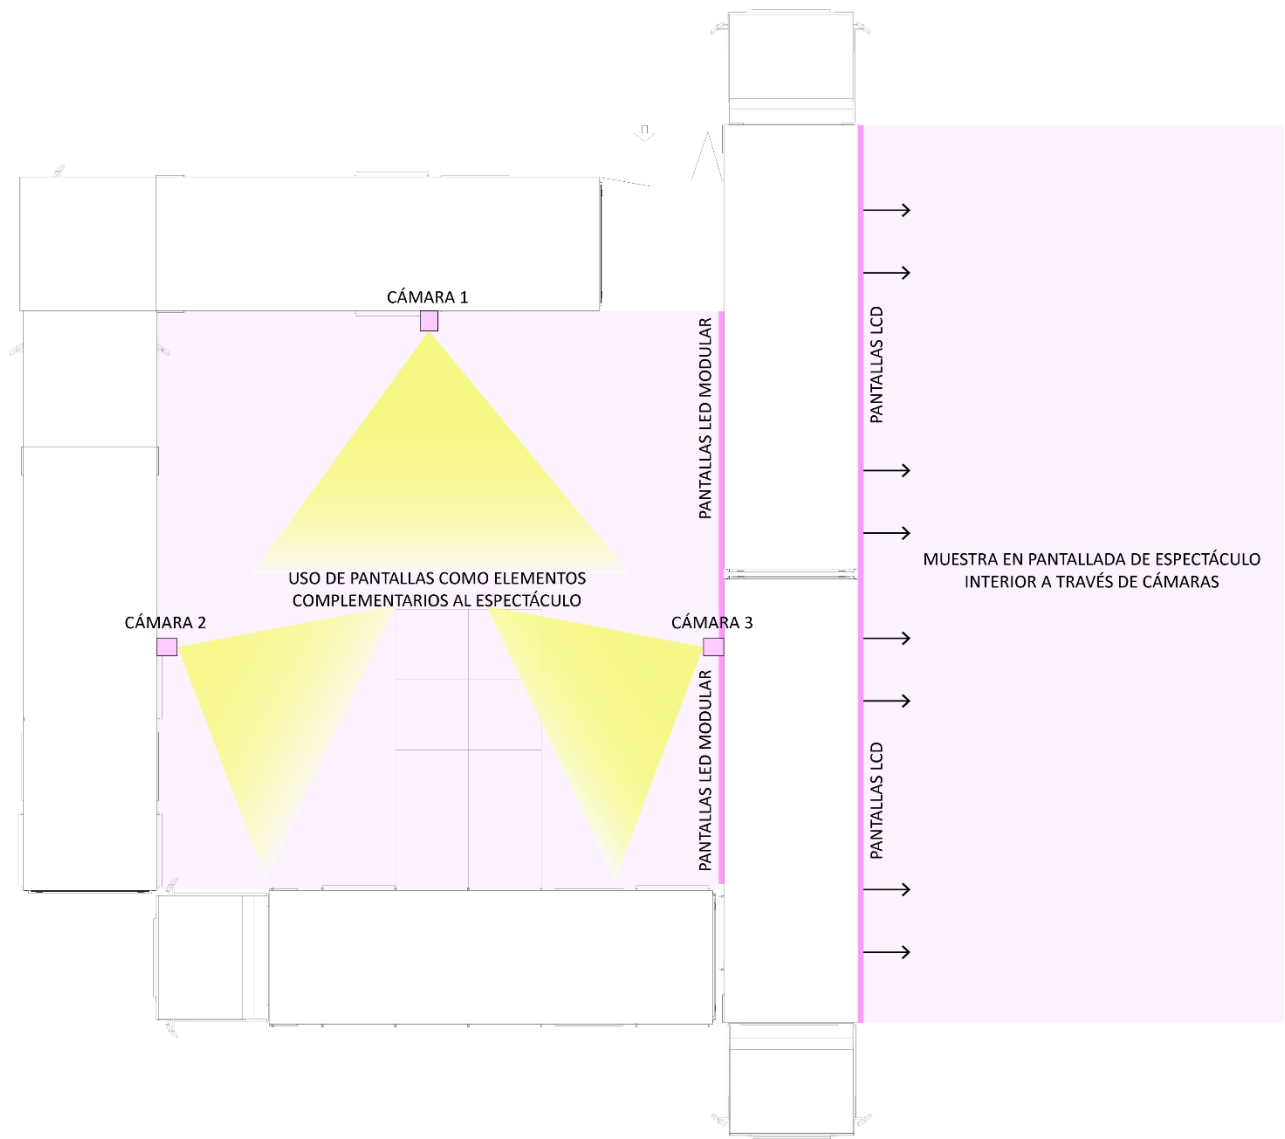 CÁMARA 1
PANTALLAS LED MODULAR
PANTALLAS LCD
MUESTRA EN PANTALLADA DE ESPECTÁCULO
INTERIOR A TRAVÉS DE CÁMARAS
USO DE PANTALLAS COMO ELEMENTOS
COMPLEMENTARIOS AL ESPECTÁCULO
CÁMARA 2
CÁMARA 3
PANTALLAS LED MODULAR
PANTALLAS LCD